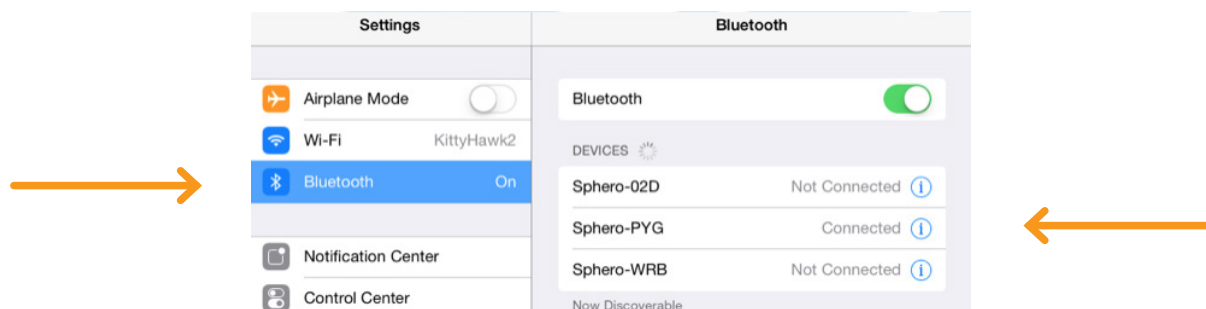 Settings
Airplane Mode
Wi-Fi KittyHawk2
Bluetooth On
Notification Center
Control Center
Bluetooth
Bluetooth
DEVICES
Sphero-02D Not Connected
Sphero-PYG Connected
Sphero-WRB Not Connected
Now Discoverable